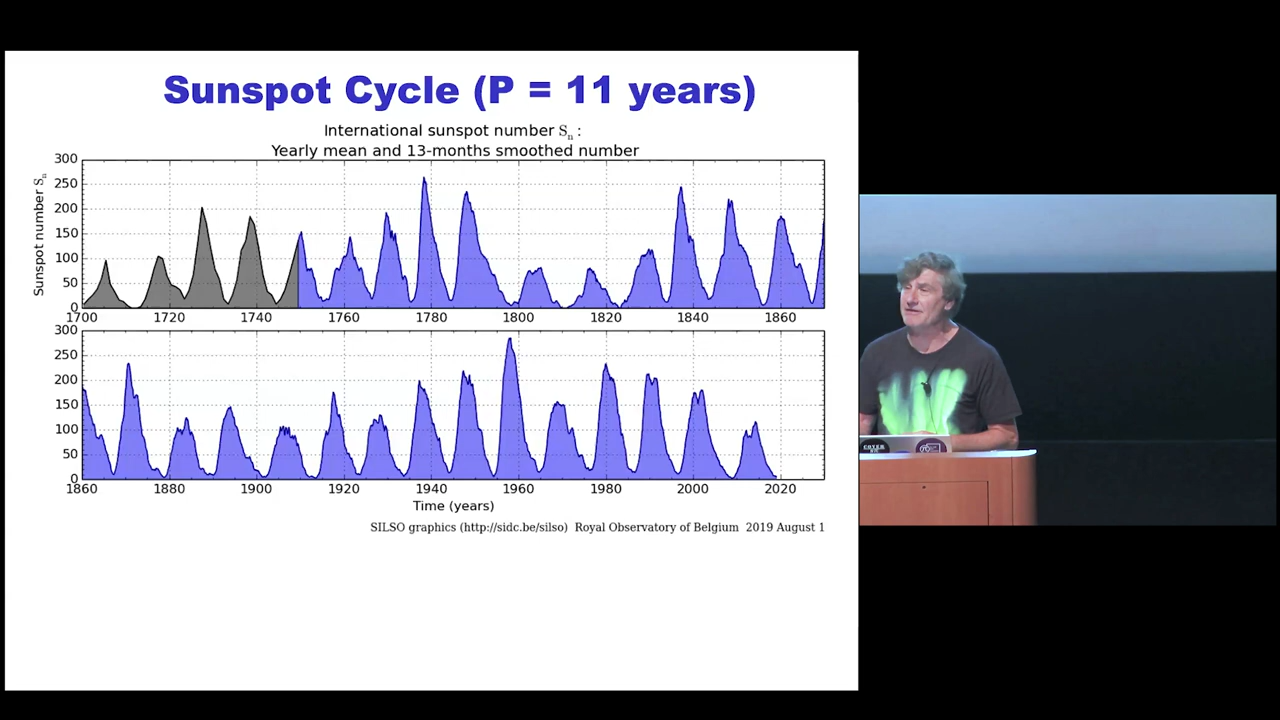 Sunspot Cycle (P = 11 years)
International sunspot number Sn :
Yearly mean and 13-months smoothed number
Sunspot number Sn
300
250
200
150
100
50
0
1700 1720 1740 1760 1780 1800 1820 1840 1860
300
250
200
150
100
50
0
1860 1880 1900 1920 1940 1960 1980 2000 2020
Time (years)
SILSO graphics (http://sidc.be/silso) Royal Observatory of Belgium 2019 August 1